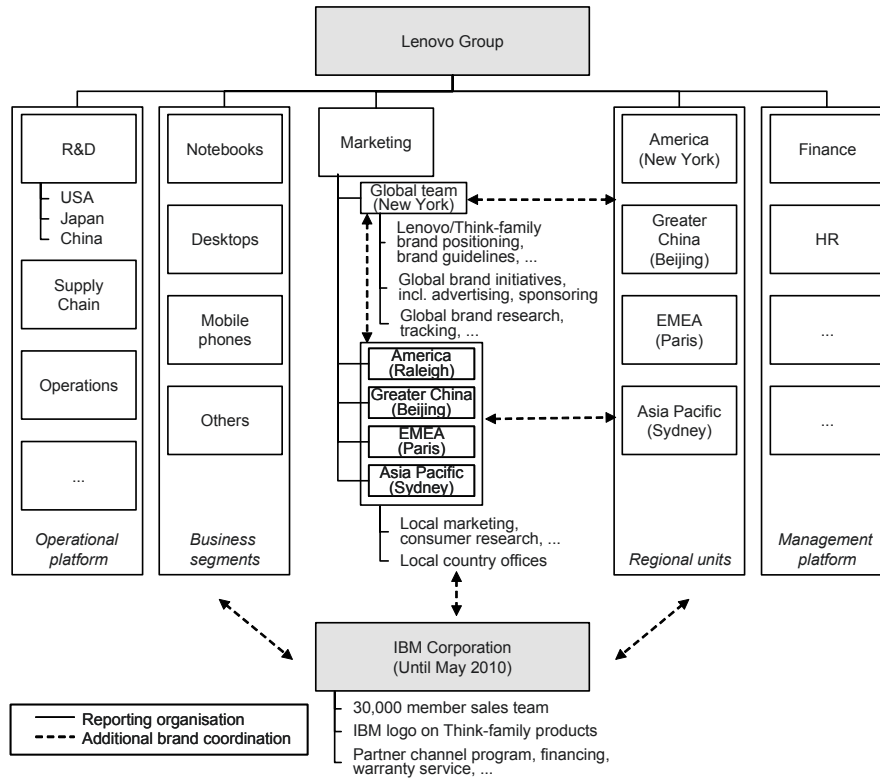 Lenovo Group
R&D
USA
Japan
China
Supply
Chain
Operations
...
Operational
platform
Notebooks
Desktops
Mobile
phones
Others
Business
segments
Marketing
Global team
(New York)
Lenovo/Think-family
brand positioning,
brand guidelines, ...
Global brand initiatives,
incl. advertising, sponsoring
Global brand research,
tracking, ...
America
(Raleigh)
Greater China
(Beijing)
EMEA
(Paris)
Asia Pacific
(Sydney)
Local marketing,
consumer research, ...
Local country offices
America
(New York)
Greater
China
(Beijing)
EMEA
(Paris)
Asia Pacific
(Sydney)
Regional units
Finance
HR
...
...
Management
platform
IBM Corporation
(Until May 2010)
30,000 member sales team
IBM logo on Think-family products
Partner channel program, financing,
warranty service, ...
Reporting organisation
Additional brand coordination